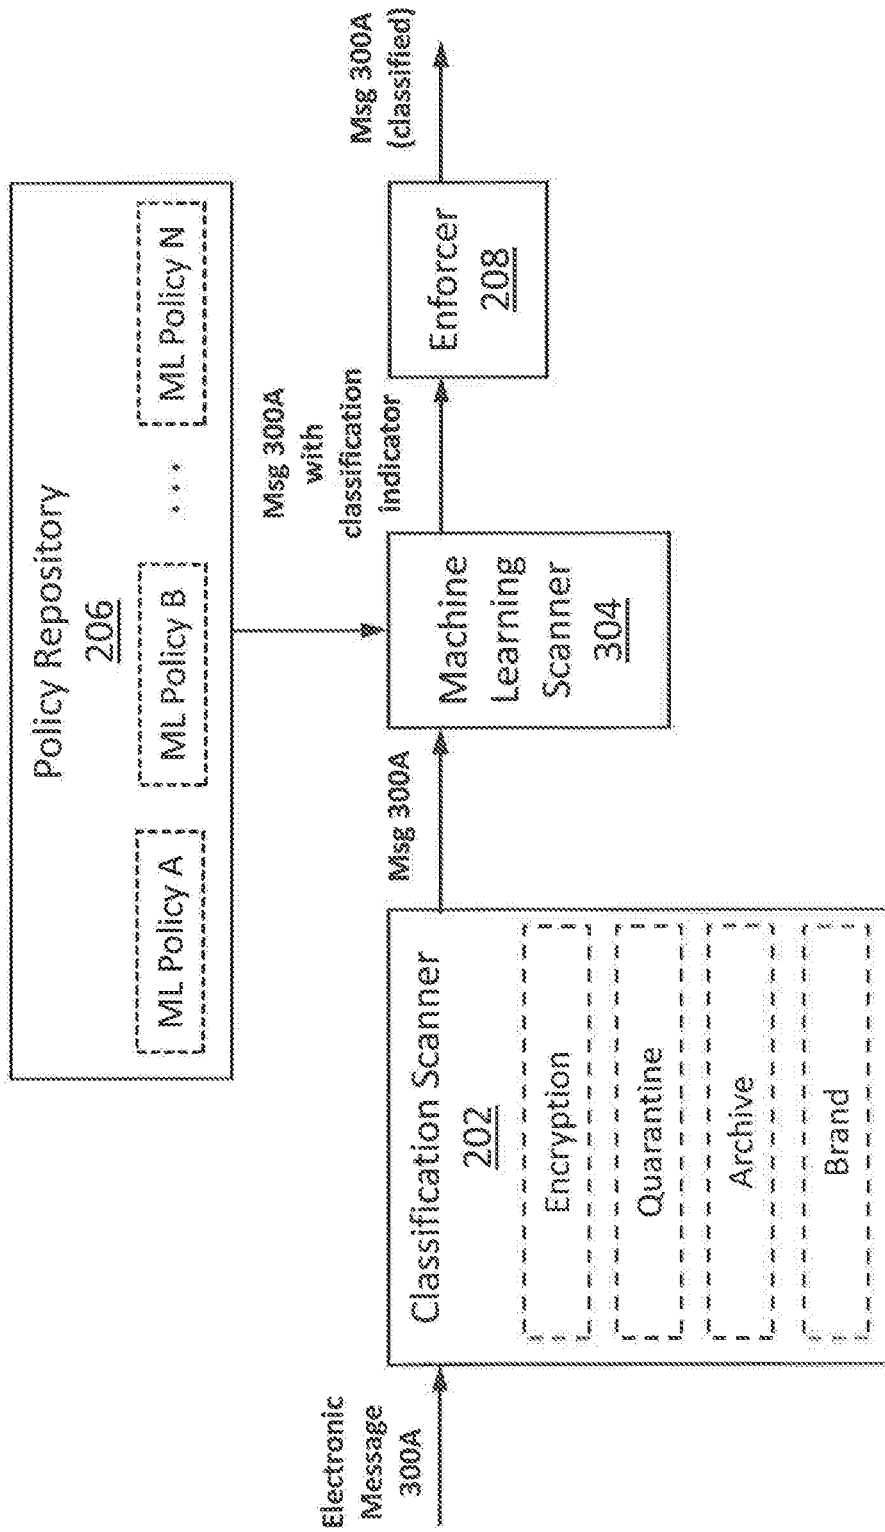 Policy Repository
206
ML Policy A
ML Policy B
. . .
ML Policy N
Electronic
Message
300A
Classification Scanner
202
Encryption
Quarantine
Archive
Brand
Msg 300A
Machine
Learning
Scanner
304
Msg 300A
with
classification
indicator
Enforcer
208
Msg 300A
(classified)